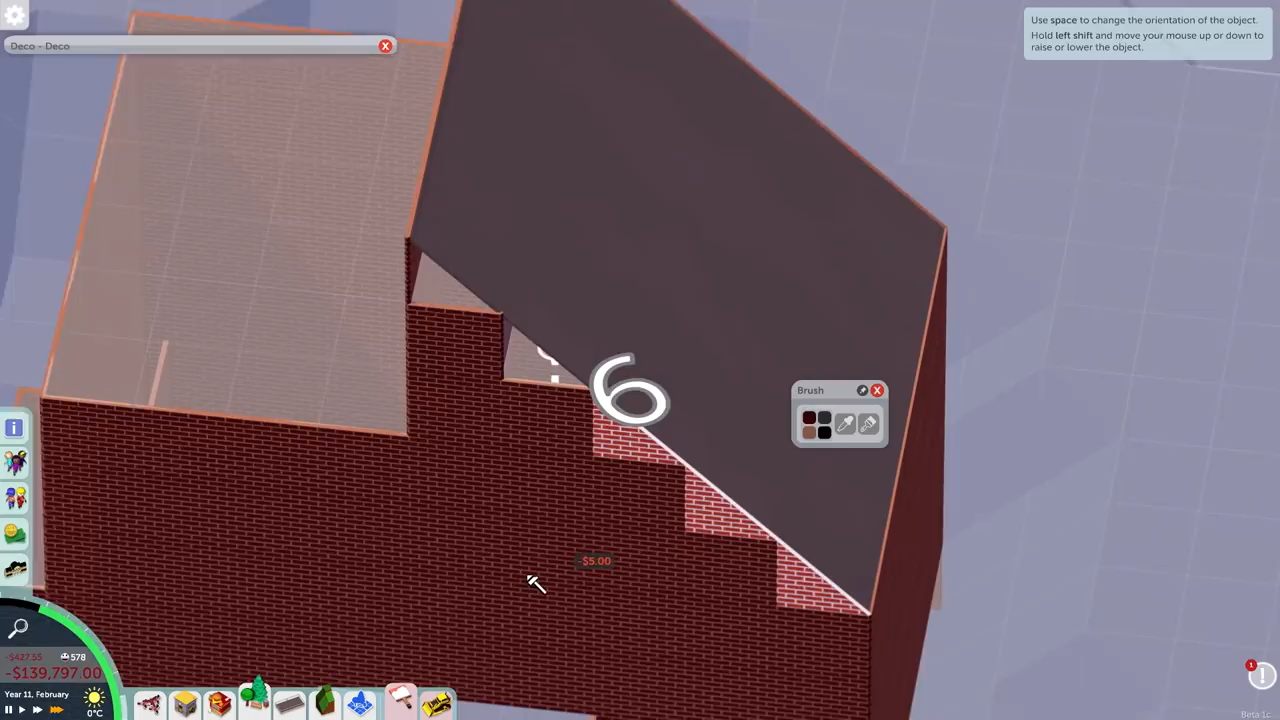 Use space to change the orientation of the object.
Hold left shift and move your mouse up or down to
raise or lower the object.
Deco - Deco
6
Brush
-$5.00
-$427.55
578
-$139,797.00
Year 11, February
0°C
1
Beta 1c